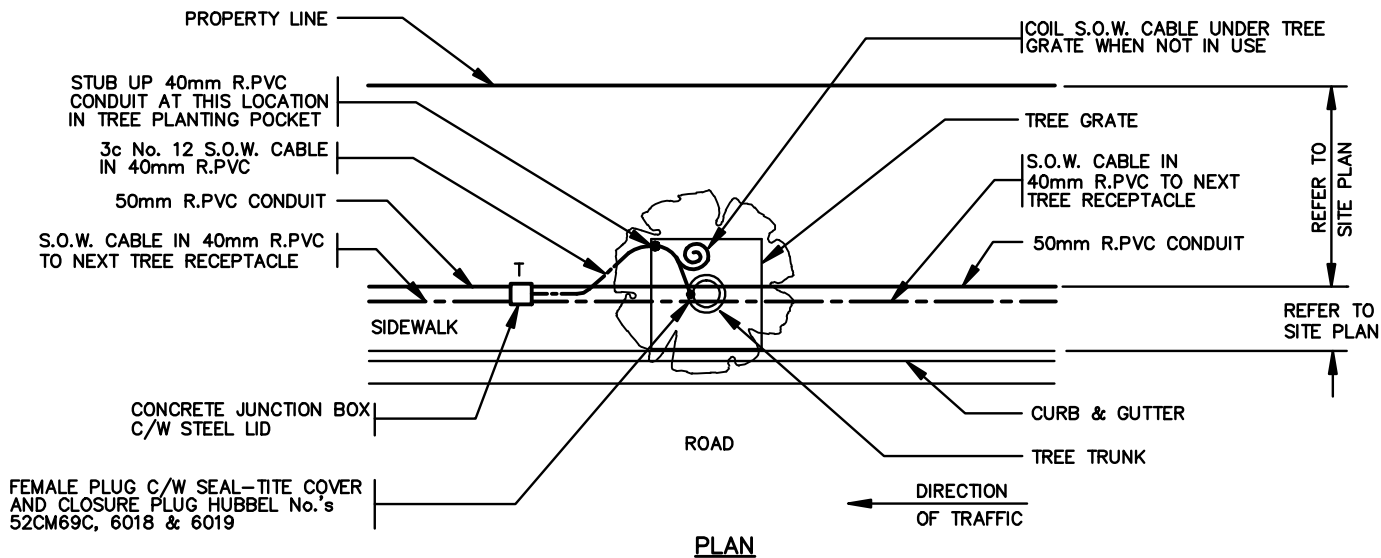 PROPERTY LINE
STUB UP 40mm R.PVC
CONDUIT AT THIS LOCATION
IN TREE PLANTING POCKET
3c No. 12 S.O.W. CABLE
IN 40mm R.PVC
50mm R.PVC CONDUIT
S.O.W. CABLE IN 40mm R.PVC
TO NEXT TREE RECEPTACLE
T
SIDEWALK
CONCRETE JUNCTION BOX
C/W STEEL LID
FEMALE PLUG C/W SEAL-TITE COVER
AND CLOSURE PLUG HUBBEL No.'s
52CM69C, 6018 & 6019
COIL S.O.W. CABLE UNDER TREE
GRATE WHEN NOT IN USE
TREE GRATE
S.O.W. CABLE IN
40mm R.PVC TO NEXT
TREE RECEPTACLE
50mm R.PVC CONDUIT
REFER TO
SITE PLAN
REFER TO
SITE PLAN
CURB & GUTTER
ROAD
TREE TRUNK
DIRECTION
OF TRAFFIC
PLAN